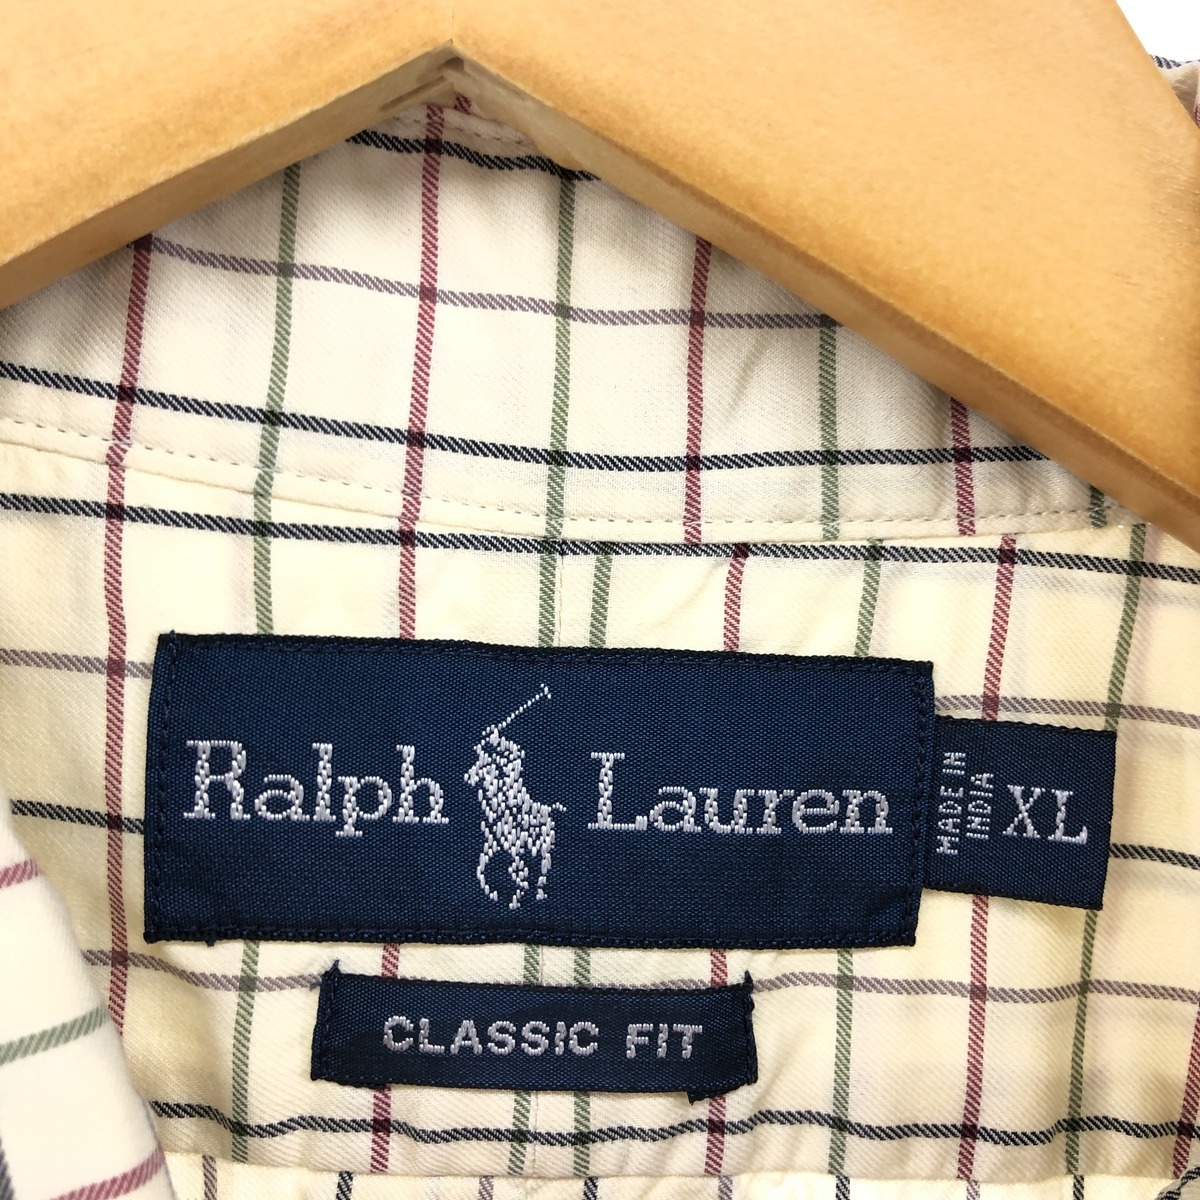 Ralph Lauren
MADE IN
INDIA
XL
CLASSIC FIT